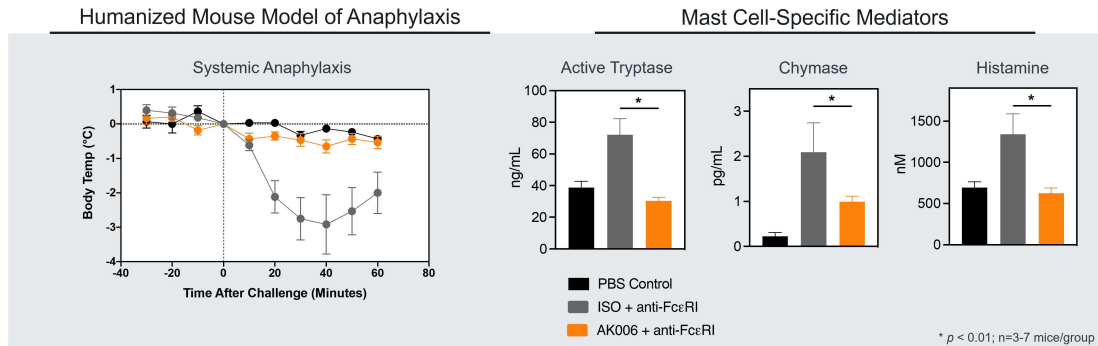 Humanized Mouse Model of Anaphylaxis
Mast Cell-Specific Mediators
Systemic Anaphylaxis
Body Temp (°C)
1
0
-1
-2
-3
-4
-40
-20
0
20
40
60
80
Time After Challenge (Minutes)
Active Tryptase
ng/mL
100
80
60
40
20
0
*
Chymase
pg/mL
3
2
1
0
*
Histamine
nM
1500
1000
500
0
*
PBS Control
ISO + anti-FcεRI
AK006 + anti-FcεRI
* p < 0.01; n=3-7 mice/group